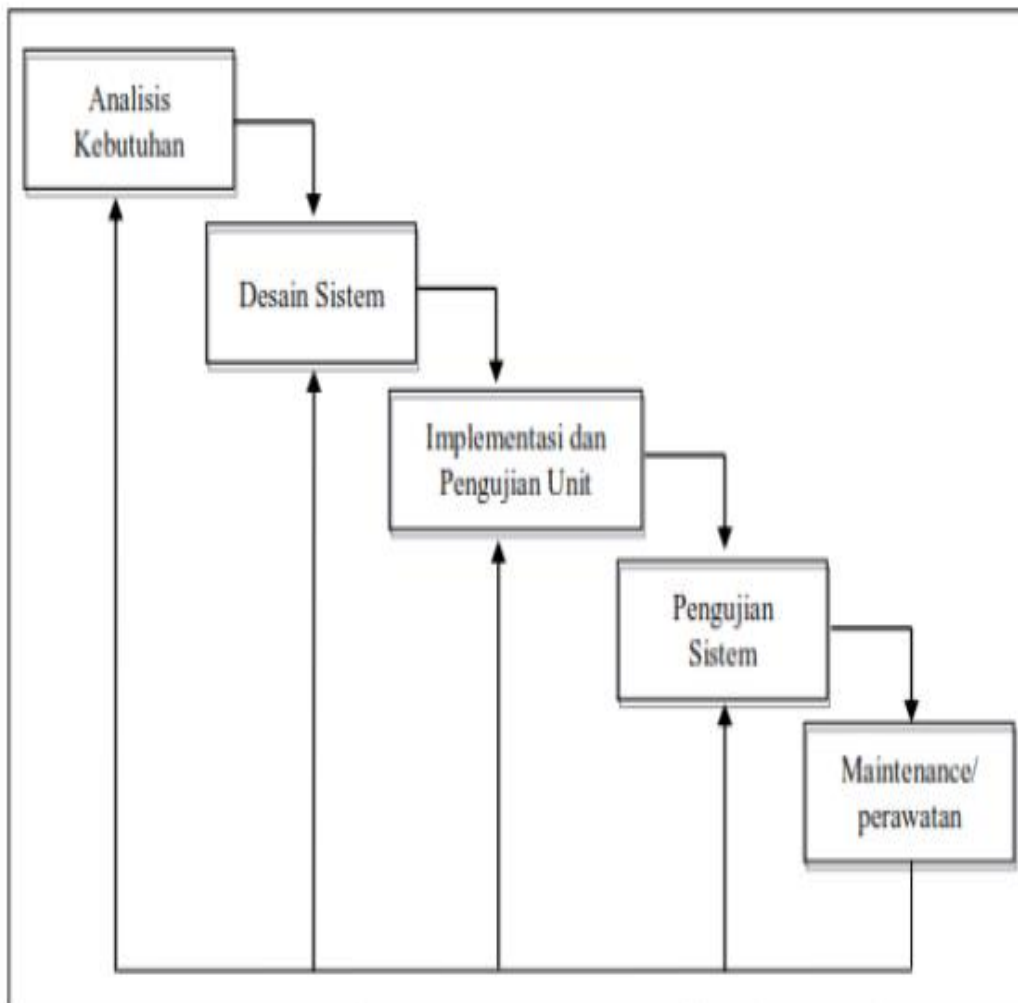 Analisis
Kebutuhan
Desain Sistem
Implementasi dan
Pengujian Unit
Pengujian
Sistem
Maintenance/
perawatan